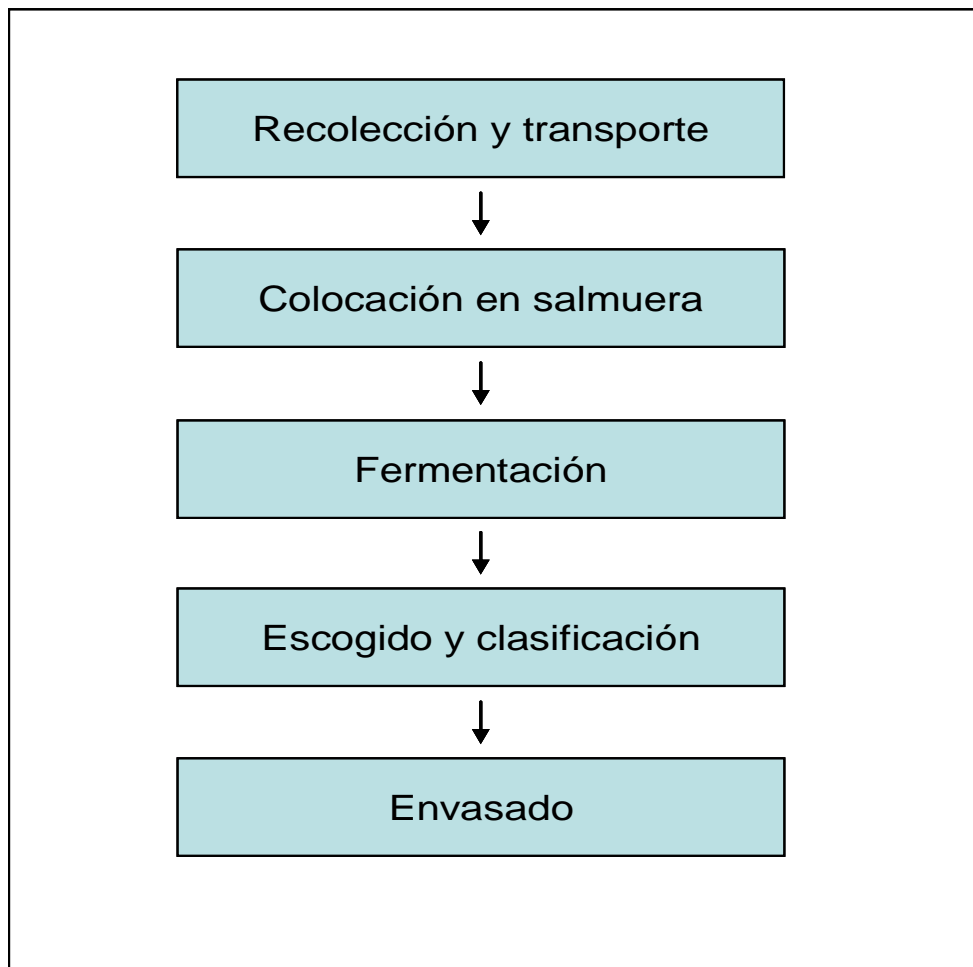 Recolección y transporte
Colocación en salmuera
Fermentación
Escogido y clasificación
Envasado